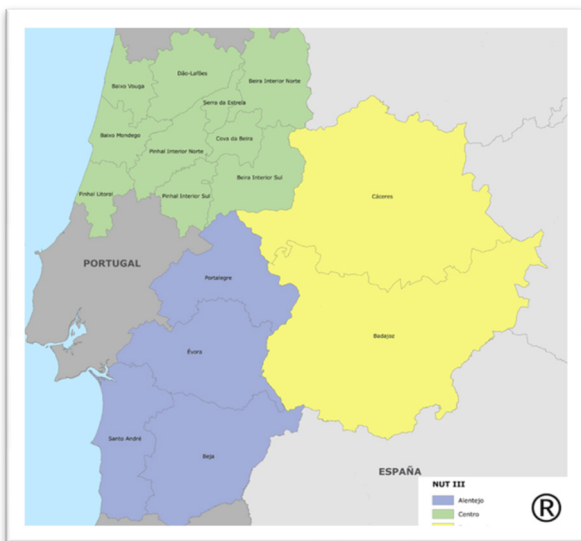 Dão-Lafões
Beira Interior Norte
Baixo Vouga
Serra da Estrela
Baixo Mondego
Cova da Beira
Pinhal Interior Norte
Beira Interior Sul
Pinhal Litoral
Pinhal Interior Sul
Cáceres
PORTUGAL
Portalegre
Badajoz
Évora
Santo André
Beja
ESPAÑA
NUT III
Alentejo
Centro
®